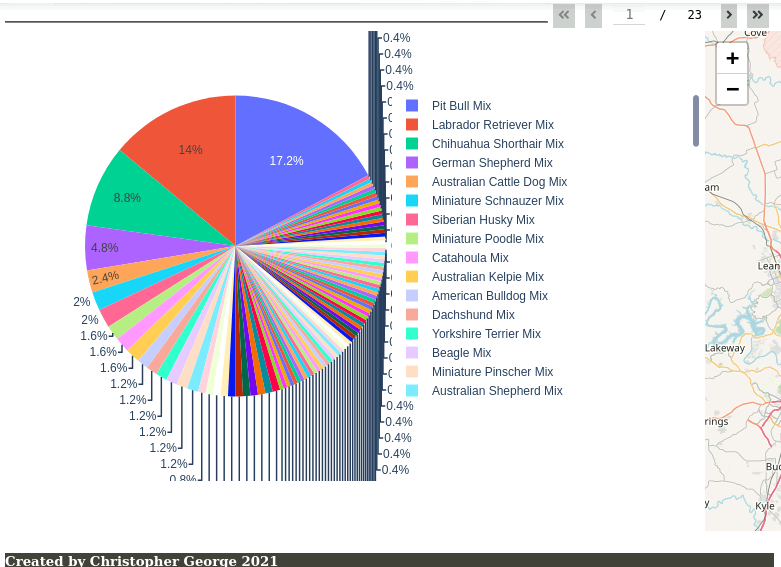 1 / 23
Cove
+
−
0.4%
0.4%
0.4%
0.4%
Pit Bull Mix
Labrador Retriever Mix
Chihuahua Shorthair Mix
German Shepherd Mix
Australian Cattle Dog Mix
Miniature Schnauzer Mix
Siberian Husky Mix
Miniature Poodle Mix
Catahoula Mix
Australian Kelpie Mix
American Bulldog Mix
Dachshund Mix
Yorkshire Terrier Mix
Beagle Mix
Miniature Pinscher Mix
Australian Shepherd Mix
17.2%
14%
8.8%
4.8%
2.4%
2%
2%
1.6%
1.6%
1.6%
1.2%
1.2%
1.2%
1.2%
1.2%
1.2%
0.8%
0.4%
0.4%
0.4%
0.4%
0.4%
am
Lean
Lakeway
rings
Bud
y
Kyle
Created by Christopher George 2021